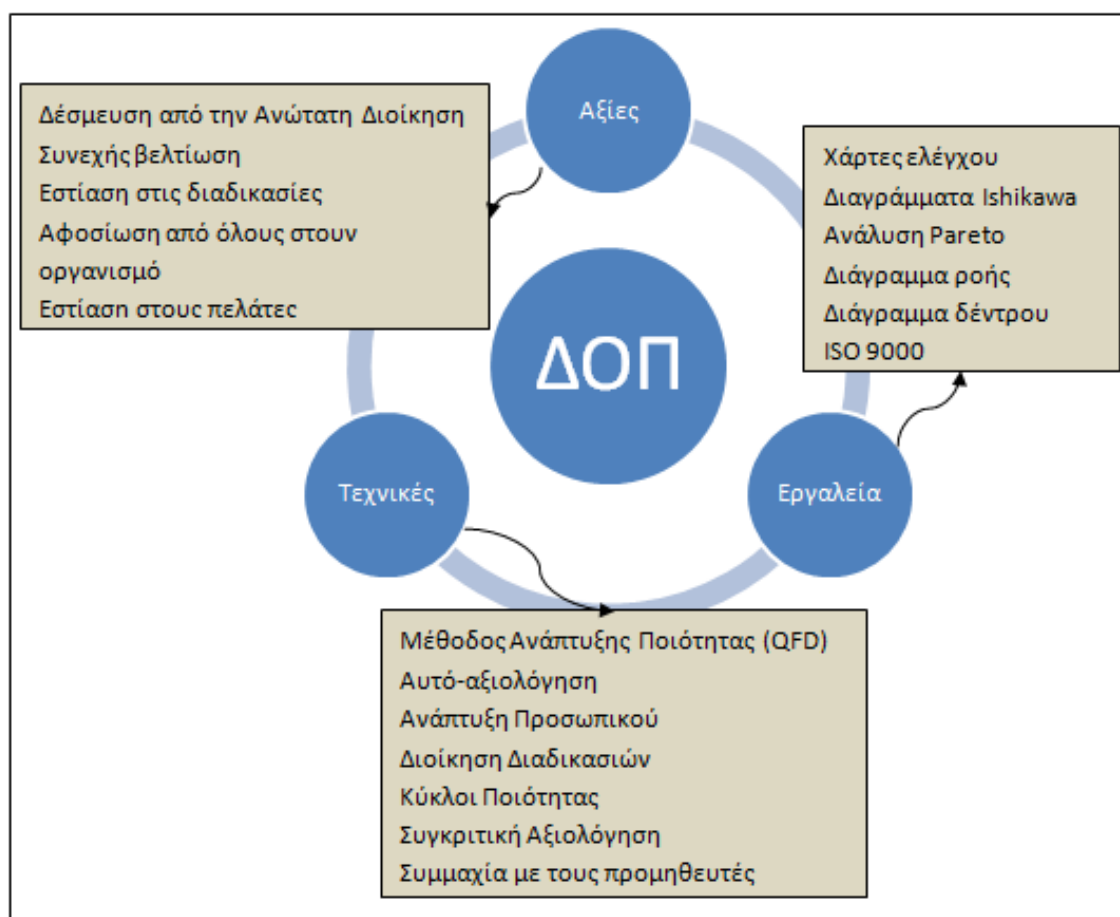 Αξίες
Δέσμευση από την Ανώτατη Διοίκηση
Συνεχής βελτίωση
Εστίαση στις διαδικασίες
Αφοσίωση από όλους στουν
οργανισμό
Εστίαση στους πελάτες
Χάρτες ελέγχου
Διαγράμματα Ishikawa
Ανάλυση Pareto
Διάγραμμα ροής
Διάγραμμα δέντρου
ISO 9000
ΔΟΠ
Τεχνικές
Εργαλεία
Μέθοδος Ανάπτυξης Ποιότητας (QFD)
Αυτό-αξιολόγηση
Ανάπτυξη Προσωπικού
Διοίκηση Διαδικασιών
Κύκλοι Ποιότητας
Συγκριτική Αξιολόγηση
Συμμαχία με τους προμηθευτές